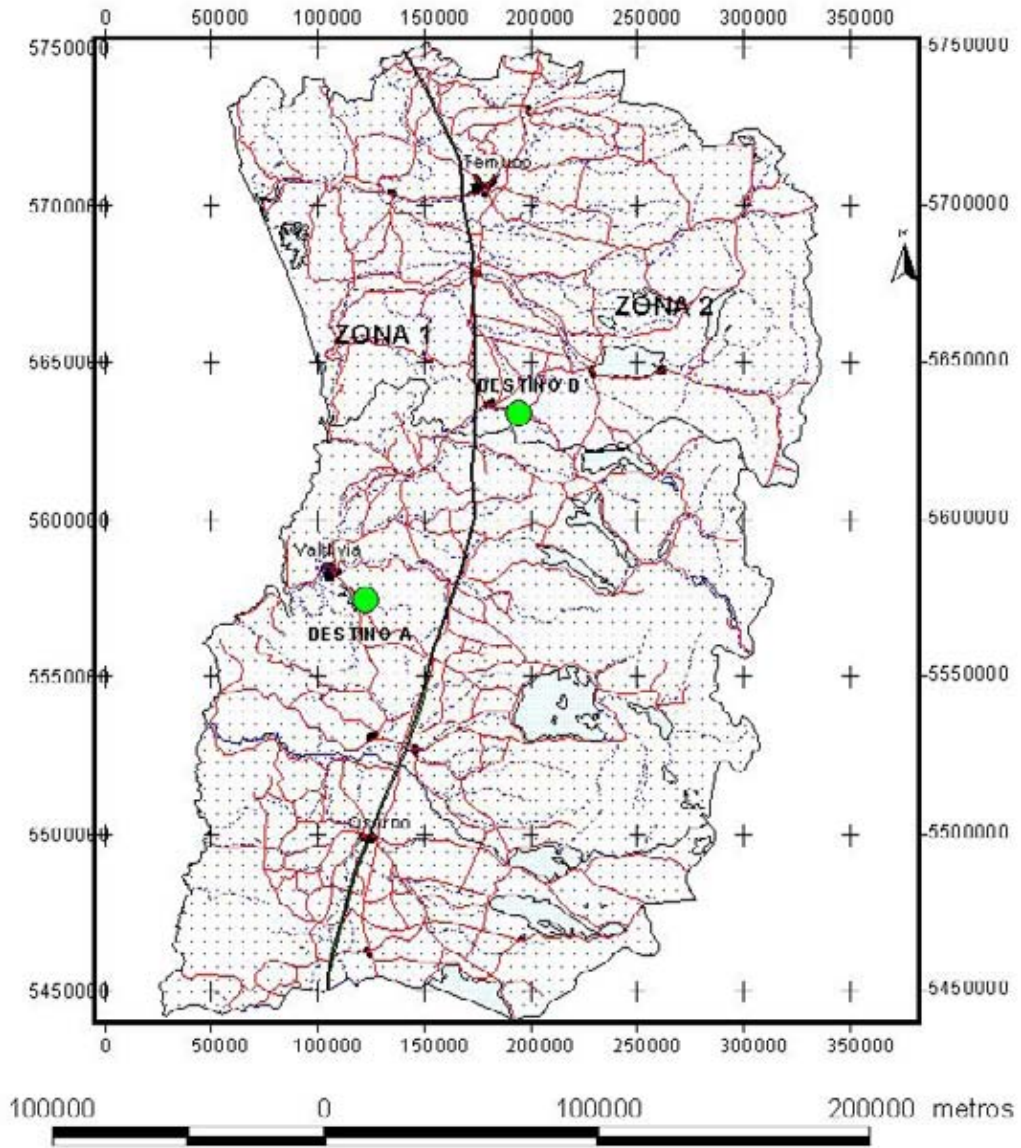 0 50000 100000 150000 200000 250000 300000 350000
5750000 5750000
Temuco
5700000 5700000
ZONA 2
ZONA 1
5650000 5650000
DESTINO D
5600000 5600000
Valdivia
DESTINO A
5550000 5550000
Osorno
5500000 5500000
5450000 5450000
0 50000 100000 150000 200000 250000 300000 350000
100000 0 100000 200000 metros